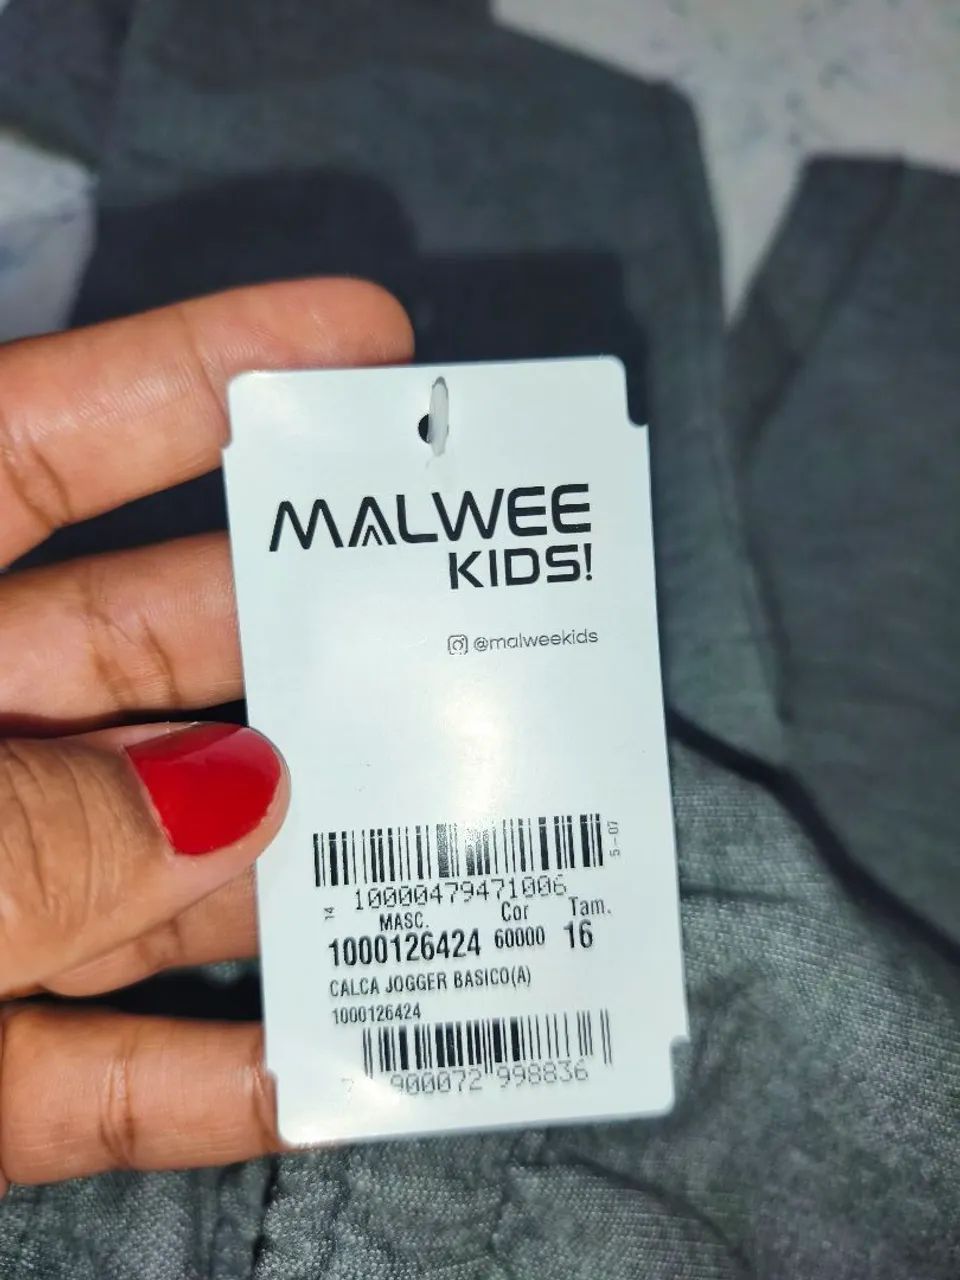 MALWEE
KIDS!
@malweekids
5-07
14
10000479471006
MASC. Cor Tam.
1000126424 60000 16
CALCA JOGGER BASICO(A)
1000126424
7 900072 998836